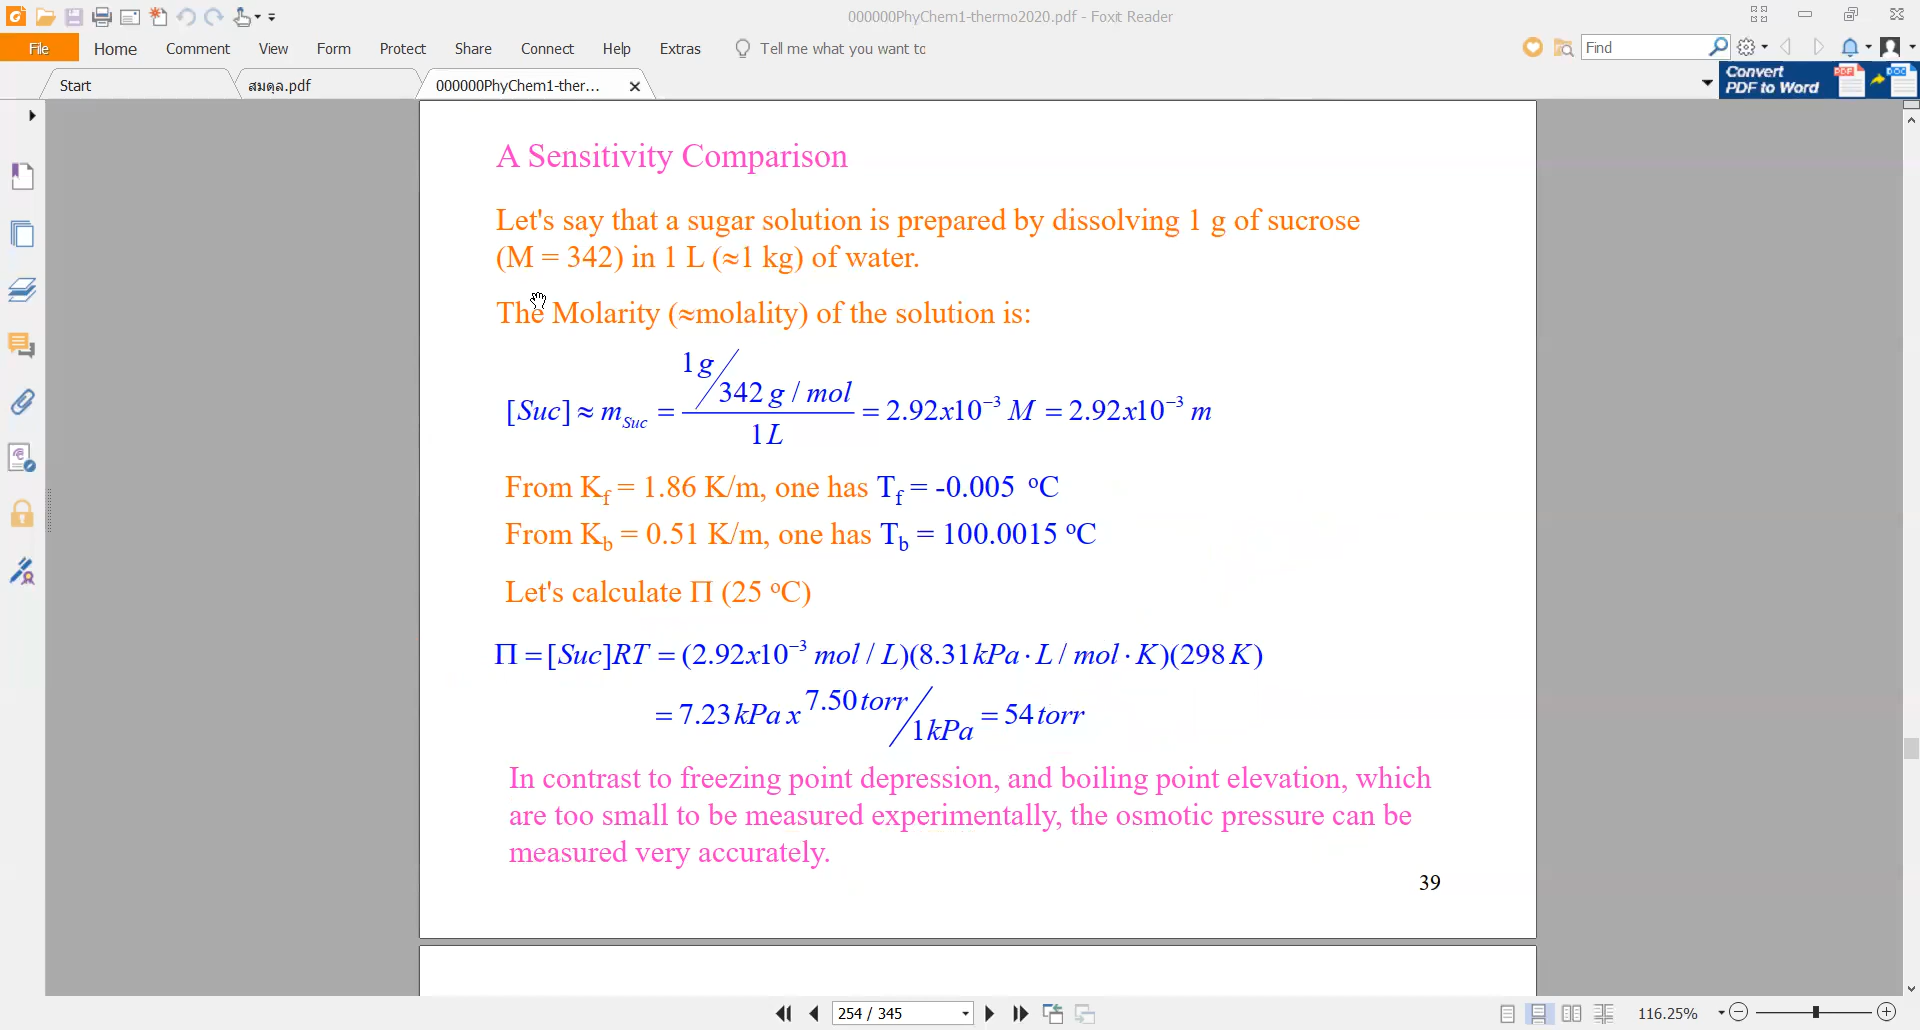 000000PhyChem1-thermo2020.pdf - Foxit Reader
File Home Comment View Form Protect Share Connect Help Extras Tell me what you want to Find
Start สมดุล.pdf 000000PhyChem1-ther...
Convert
PDF to Word
A Sensitivity Comparison
Let's say that a sugar solution is prepared by dissolving 1 g of sucrose
(M = 342) in 1 L (≈1 kg) of water.
The Molarity (≈molality) of the solution is:
[Suc] ≈ m_Suc = (1 g / 342 g / mol) / 1 L = 2.92x10⁻³ M = 2.92x10⁻³ m
From K_f = 1.86 K/m, one has T_f = -0.005 °C
From K_b = 0.51 K/m, one has T_b = 100.0015 °C
Let's calculate Π (25 °C)
Π = [Suc]RT = (2.92x10⁻³ mol / L)(8.31 kPa · L / mol · K)(298 K)
= 7.23 kPa x 7.50 torr / 1 kPa = 54 torr
In contrast to freezing point depression, and boiling point elevation, which
are too small to be measured experimentally, the osmotic pressure can be
measured very accurately.
39
254 / 345 116.25%